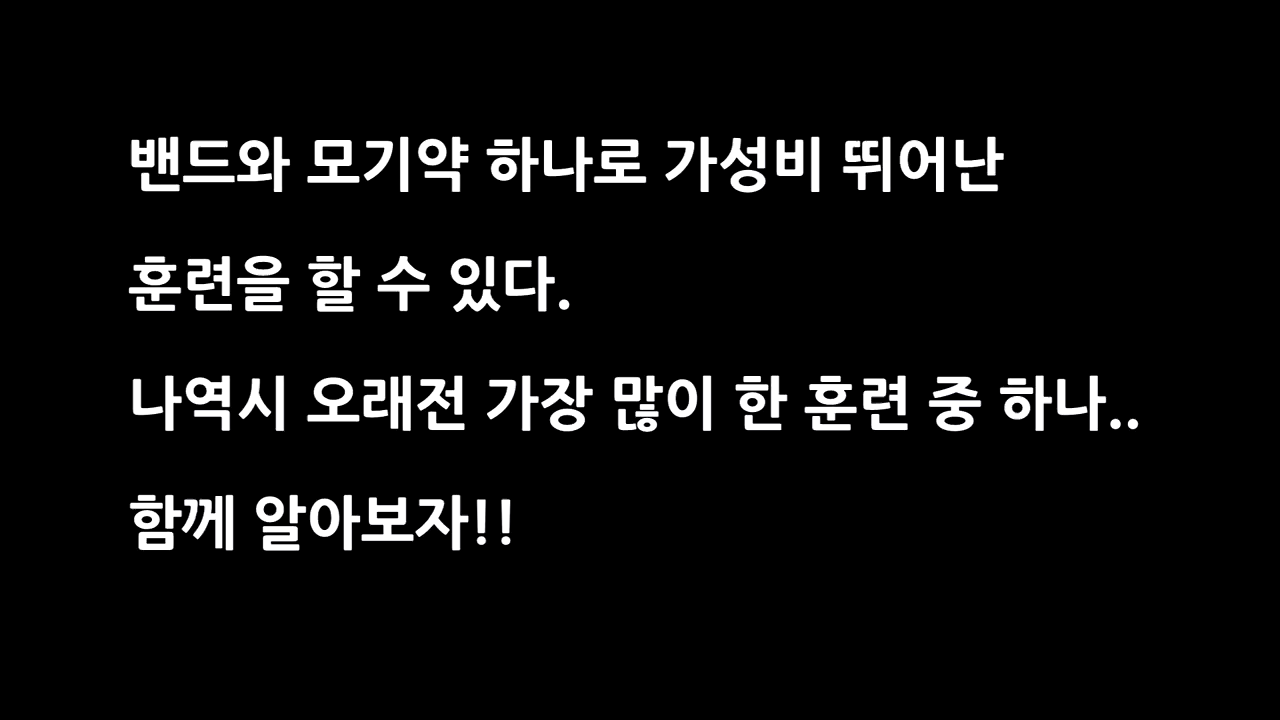 밴드와 모기약 하나로 가성비 뛰어난
훈련을 할 수 있다.
나역시 오래전 가장 많이 한 훈련 중 하나..
함께 알아보자!!